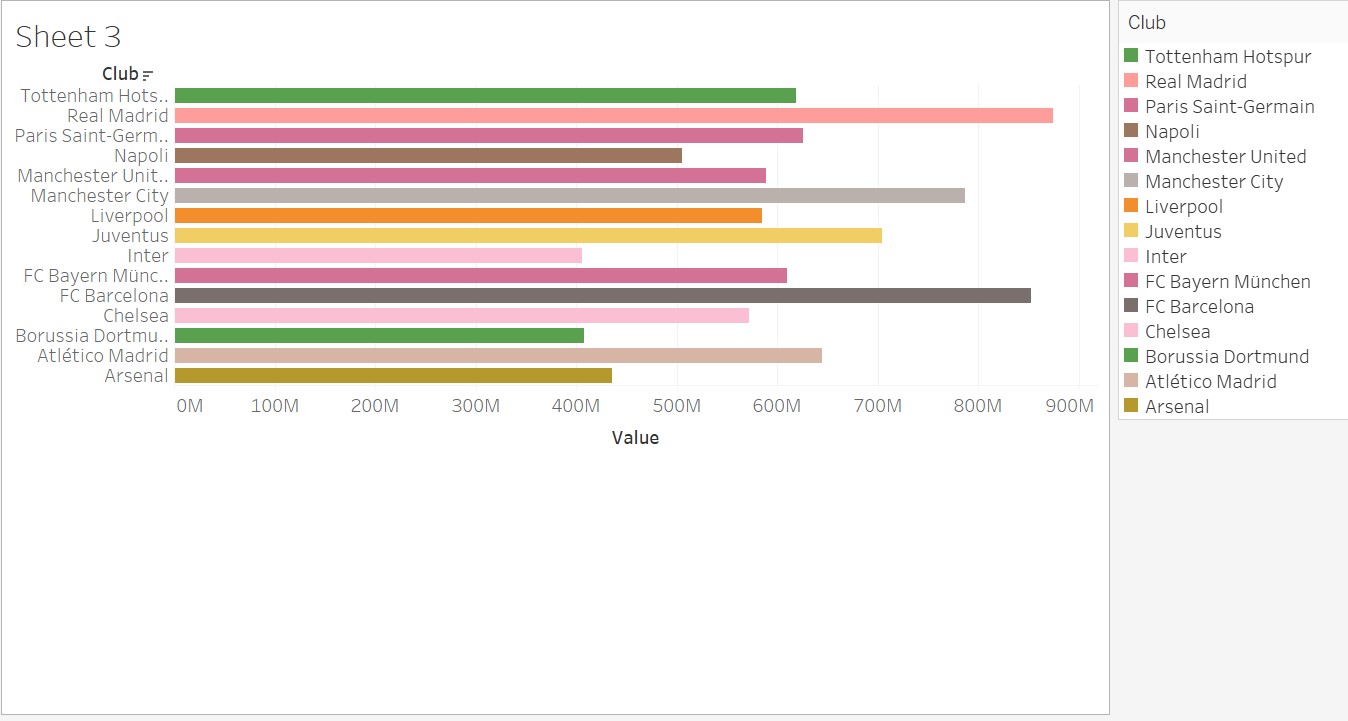 Sheet 3
Club
Tottenham Hots..
Real Madrid
Paris Saint-Germ..
Napoli
Manchester Unit..
Manchester City
Liverpool
Juventus
Inter
FC Bayern Münc..
FC Barcelona
Chelsea
Borussia Dortmu..
Atlético Madrid
Arsenal
0M 100M 200M 300M 400M 500M 600M 700M 800M 900M
Value
Club
Tottenham Hotspur
Real Madrid
Paris Saint-Germain
Napoli
Manchester United
Manchester City
Liverpool
Juventus
Inter
FC Bayern München
FC Barcelona
Chelsea
Borussia Dortmund
Atlético Madrid
Arsenal